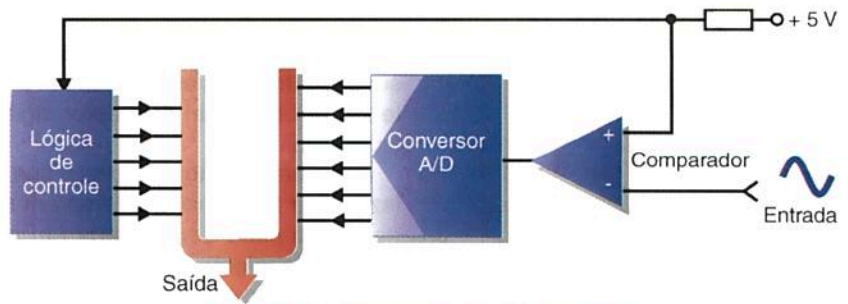 + 5 V
Lógica
de
controle
Conversor
A/D
+
-
Comparador
Entrada
Saída